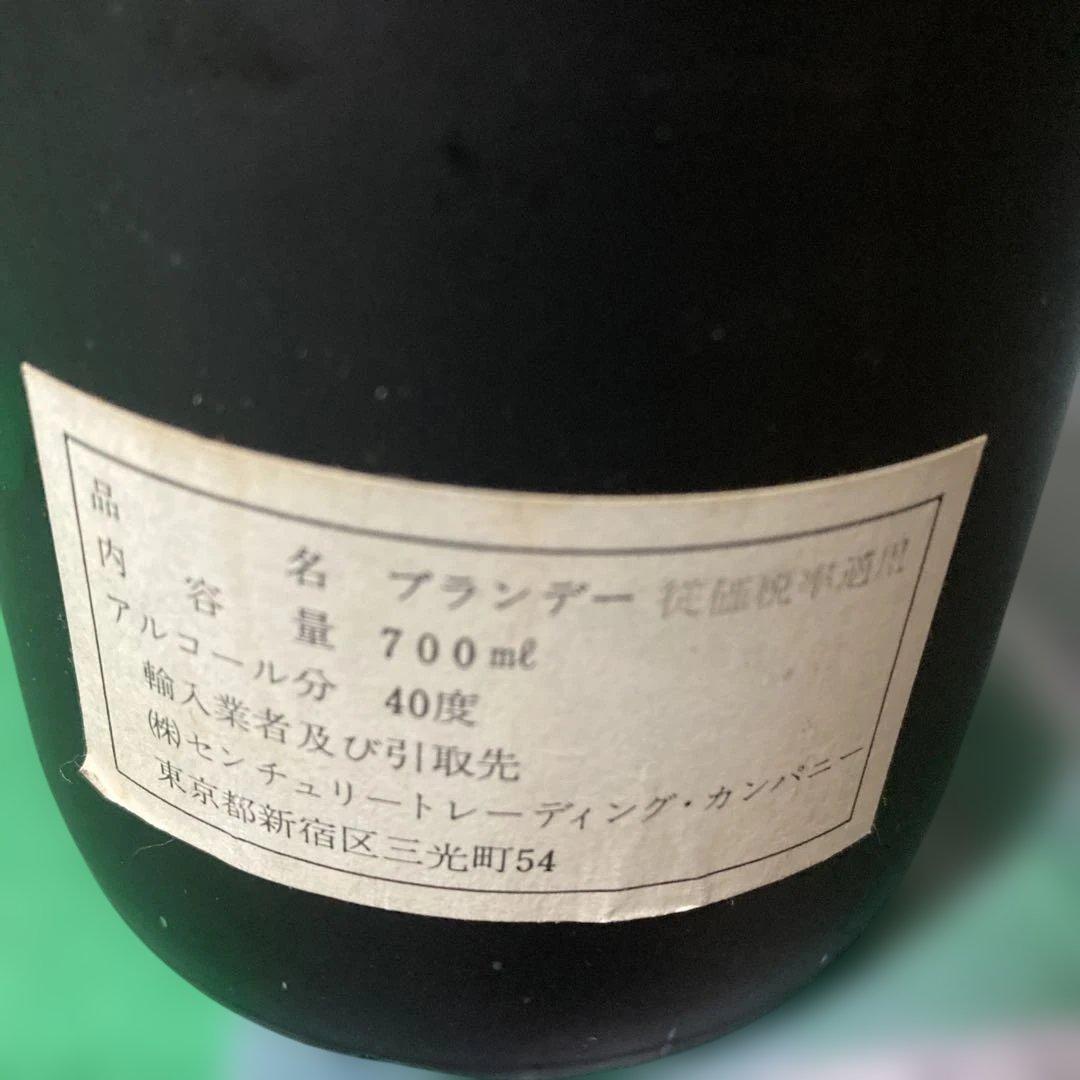 品名 ブランデー 従価税率適用
内容量 700mℓ
アルコール分 40度
輸入業者及び引取先
㈱センチュリートレーディング・カンパニー
東京都新宿区三光町54